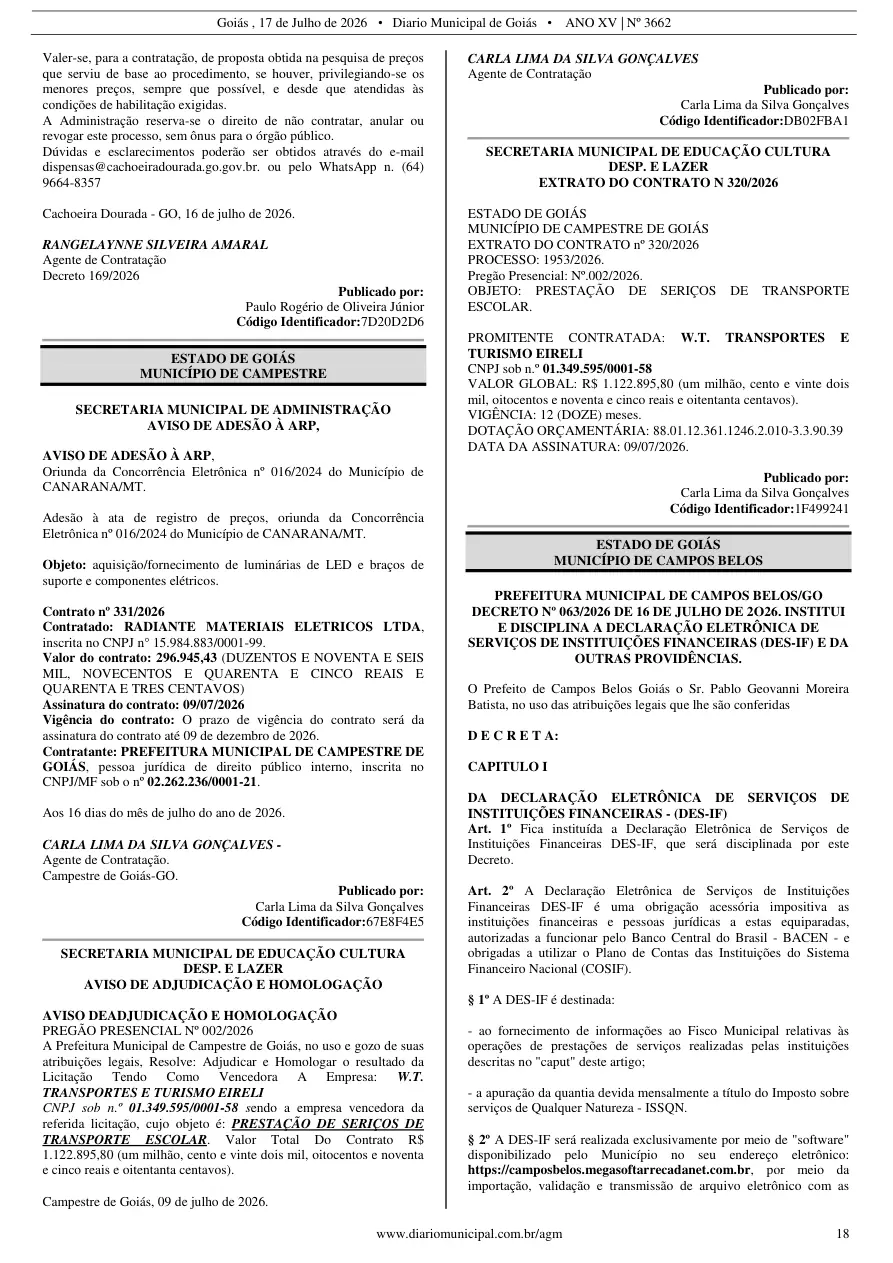 Goiás , 17 de Julho de 2026 • Diario Municipal de Goiás • ANO XV | Nº 3662
Valer-se, para a contratação, de proposta obtida na pesquisa de preços
que serviu de base ao procedimento, se houver, privilegiando-se os
menores preços, sempre que possível, e desde que atendidas às
condições de habilitação exigidas.
A Administração reserva-se o direito de não contratar, anular ou
revogar este processo, sem ônus para o órgão público.
Dúvidas e esclarecimentos poderão ser obtidos através do e-mail
dispensas@cachoeiradourada.go.gov.br. ou pelo WhatsApp n. (64)
9664-8357
Cachoeira Dourada - GO, 16 de julho de 2026.
RANGELAYNNE SILVEIRA AMARAL
Agente de Contratação
Decreto 169/2026
Publicado por:
Paulo Rogério de Oliveira Júnior
Código Identificador:7D20D2D6
ESTADO DE GOIÁS
MUNICÍPIO DE CAMPESTRE
SECRETARIA MUNICIPAL DE ADMINISTRAÇÃO
AVISO DE ADESÃO À ARP,
AVISO DE ADESÃO À ARP,
Oriunda da Concorrência Eletrônica nº 016/2024 do Município de
CANARANA/MT.
Adesão à ata de registro de preços, oriunda da Concorrência
Eletrônica nº 016/2024 do Município de CANARANA/MT.
Objeto: aquisição/fornecimento de luminárias de LED e braços de
suporte e componentes elétricos.
Contrato nº 331/2026
Contratado: RADIANTE MATERIAIS ELETRICOS LTDA,
inscrita no CNPJ n° 15.984.883/0001-99.
Valor do contrato: 296.945,43 (DUZENTOS E NOVENTA E SEIS
MIL, NOVECENTOS E QUARENTA E CINCO REAIS E
QUARENTA E TRES CENTAVOS)
Assinatura do contrato: 09/07/2026
Vigência do contrato: O prazo de vigência do contrato será da
assinatura do contrato até 09 de dezembro de 2026.
Contratante: PREFEITURA MUNICIPAL DE CAMPESTRE DE
GOIÁS, pessoa jurídica de direito público interno, inscrita no
CNPJ/MF sob o nº 02.262.236/0001-21.
Aos 16 dias do mês de julho do ano de 2026.
CARLA LIMA DA SILVA GONÇALVES -
Agente de Contratação.
Campestre de Goiás-GO.
Publicado por:
Carla Lima da Silva Gonçalves
Código Identificador:67E8F4E5
SECRETARIA MUNICIPAL DE EDUCAÇÃO CULTURA
DESP. E LAZER
AVISO DE ADJUDICAÇÃO E HOMOLOGAÇÃO
AVISO DEADJUDICAÇÃO E HOMOLOGAÇÃO
PREGÃO PRESENCIAL Nº 002/2026
A Prefeitura Municipal de Campestre de Goiás, no uso e gozo de suas
atribuições legais, Resolve: Adjudicar e Homologar o resultado da
Licitação Tendo Como Vencedora A Empresa: W.T.
TRANSPORTES E TURISMO EIRELI
CNPJ sob n.º 01.349.595/0001-58 sendo a empresa vencedora da
referida licitação, cujo objeto é: PRESTAÇÃO DE SERIÇOS DE
TRANSPORTE ESCOLAR. Valor Total Do Contrato R$
1.122.895,80 (um milhão, cento e vinte dois mil, oitocentos e noventa
e cinco reais e oitentanta centavos).
Campestre de Goiás, 09 de julho de 2026.
CARLA LIMA DA SILVA GONÇALVES
Agente de Contratação
Publicado por:
Carla Lima da Silva Gonçalves
Código Identificador:DB02FBA1
SECRETARIA MUNICIPAL DE EDUCAÇÃO CULTURA
DESP. E LAZER
EXTRATO DO CONTRATO N 320/2026
ESTADO DE GOIÁS
MUNICÍPIO DE CAMPESTRE DE GOIÁS
EXTRATO DO CONTRATO nº 320/2026
PROCESSO: 1953/2026.
Pregão Presencial: Nº.002/2026.
OBJETO: PRESTAÇÃO DE SERIÇOS DE TRANSPORTE
ESCOLAR.
PROMITENTE CONTRATADA: W.T. TRANSPORTES E
TURISMO EIRELI
CNPJ sob n.º 01.349.595/0001-58
VALOR GLOBAL: R$ 1.122.895,80 (um milhão, cento e vinte dois
mil, oitocentos e noventa e cinco reais e oitentanta centavos).
VIGÊNCIA: 12 (DOZE) meses.
DOTAÇÃO ORÇAMENTÁRIA: 88.01.12.361.1246.2.010-3.3.90.39
DATA DA ASSINATURA: 09/07/2026.
Publicado por:
Carla Lima da Silva Gonçalves
Código Identificador:1F499241
ESTADO DE GOIÁS
MUNICÍPIO DE CAMPOS BELOS
PREFEITURA MUNICIPAL DE CAMPOS BELOS/GO
DECRETO Nº 063/2026 DE 16 DE JULHO DE 2O26. INSTITUI
E DISCIPLINA A DECLARAÇÃO ELETRÔNICA DE
SERVIÇOS DE INSTITUIÇÕES FINANCEIRAS (DES-IF) E DA
OUTRAS PROVIDÊNCIAS.
O Prefeito de Campos Belos Goiás o Sr. Pablo Geovanni Moreira
Batista, no uso das atribuições legais que lhe são conferidas
D E C R E T A:
CAPITULO I
DA DECLARAÇÃO ELETRÔNICA DE SERVIÇOS DE
INSTITUIÇÕES FINANCEIRAS - (DES-IF)
Art. 1º Fica instituída a Declaração Eletrônica de Serviços de
Instituições Financeiras DES-IF, que será disciplinada por este
Decreto.
Art. 2º A Declaração Eletrônica de Serviços de Instituições
Financeiras DES-IF é uma obrigação acessória impositiva as
instituições financeiras e pessoas jurídicas a estas equiparadas,
autorizadas a funcionar pelo Banco Central do Brasil - BACEN - e
obrigadas a utilizar o Plano de Contas das Instituições do Sistema
Financeiro Nacional (COSIF).
§ 1º A DES-IF é destinada:
- ao fornecimento de informações ao Fisco Municipal relativas às
operações de prestações de serviços realizadas pelas instituições
descritas no "caput" deste artigo;
- a apuração da quantia devida mensalmente a título do Imposto sobre
serviços de Qualquer Natureza - ISSQN.
§ 2º A DES-IF será realizada exclusivamente por meio de "software"
disponibilizado pelo Município no seu endereço eletrônico:
https://camposbelos.megasoftarrecadanet.com.br, por meio da
importação, validação e transmissão de arquivo eletrônico com as
www.diariomunicipal.com.br/agm 18